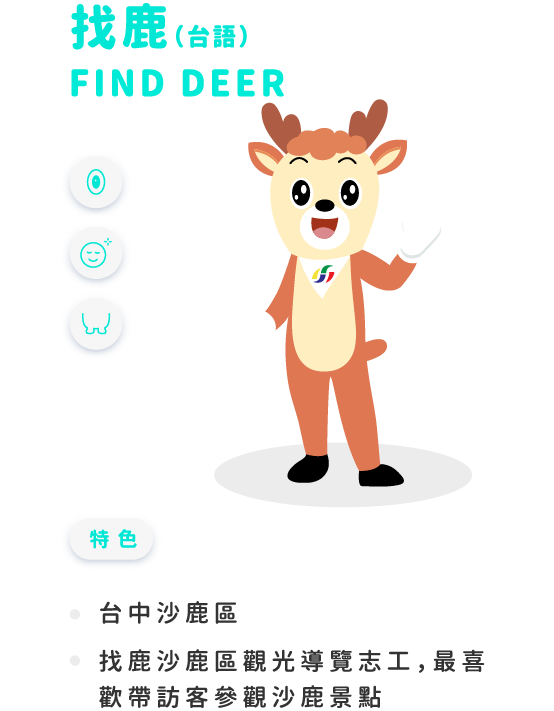 找鹿(台語)
FIND DEER
特色
台中沙鹿區
找鹿沙鹿區觀光導覽志工,最喜
歡帶訪客參觀沙鹿景點